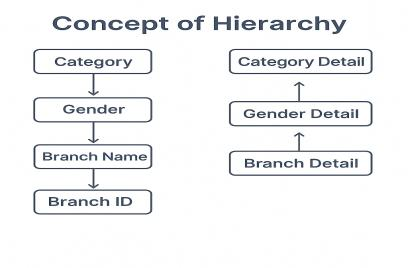 Concept of Hierarchy
Category
Gender
Branch Name
Branch ID
Category Detail
Gender Detail
Branch Detail